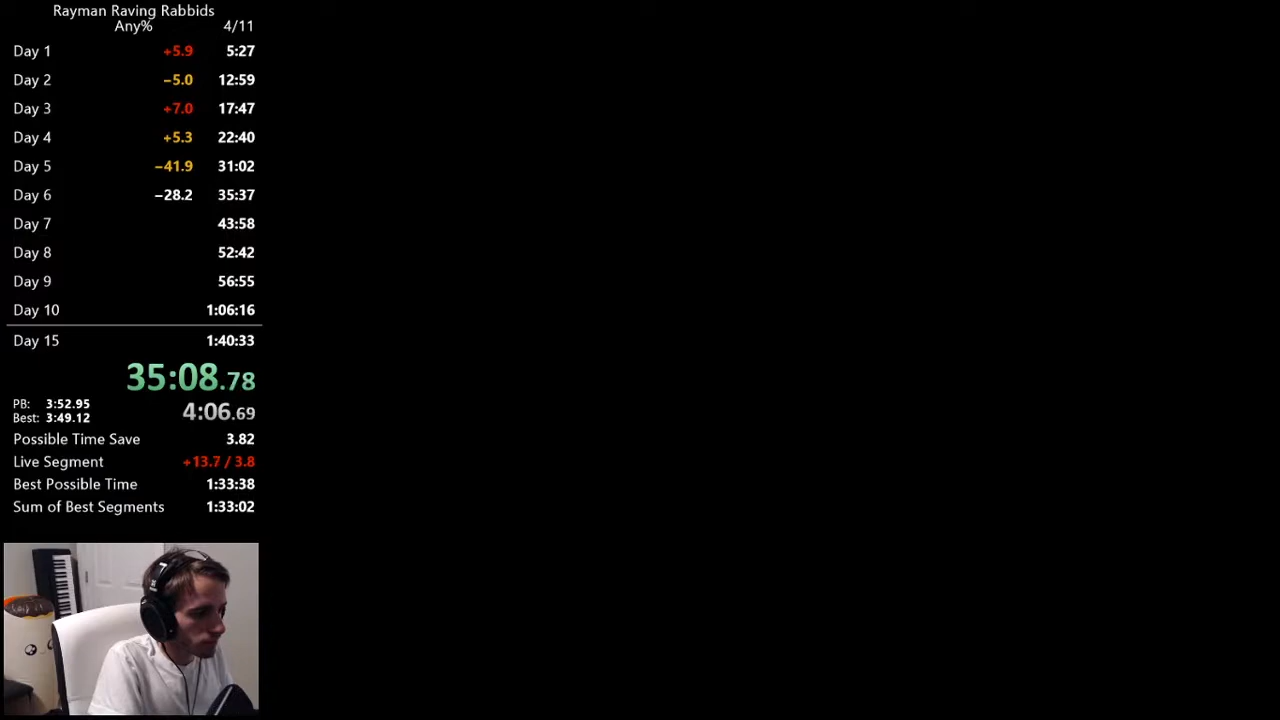 Rayman Raving Rabbids
Any% 4/11
Day 1 +5.9 5:27
Day 2 −5.0 12:59
Day 3 +7.0 17:47
Day 4 +5.3 22:40
Day 5 −41.9 31:02
Day 6 −28.2 35:37
Day 7 43:58
Day 8 52:42
Day 9 56:55
Day 10 1:06:16
Day 15 1:40:33
35:08.78
PB: 3:52.95
Best: 3:49.12
4:06.69
Possible Time Save 3.82
Live Segment +13.7 / 3.8
Best Possible Time 1:33:38
Sum of Best Segments 1:33:02